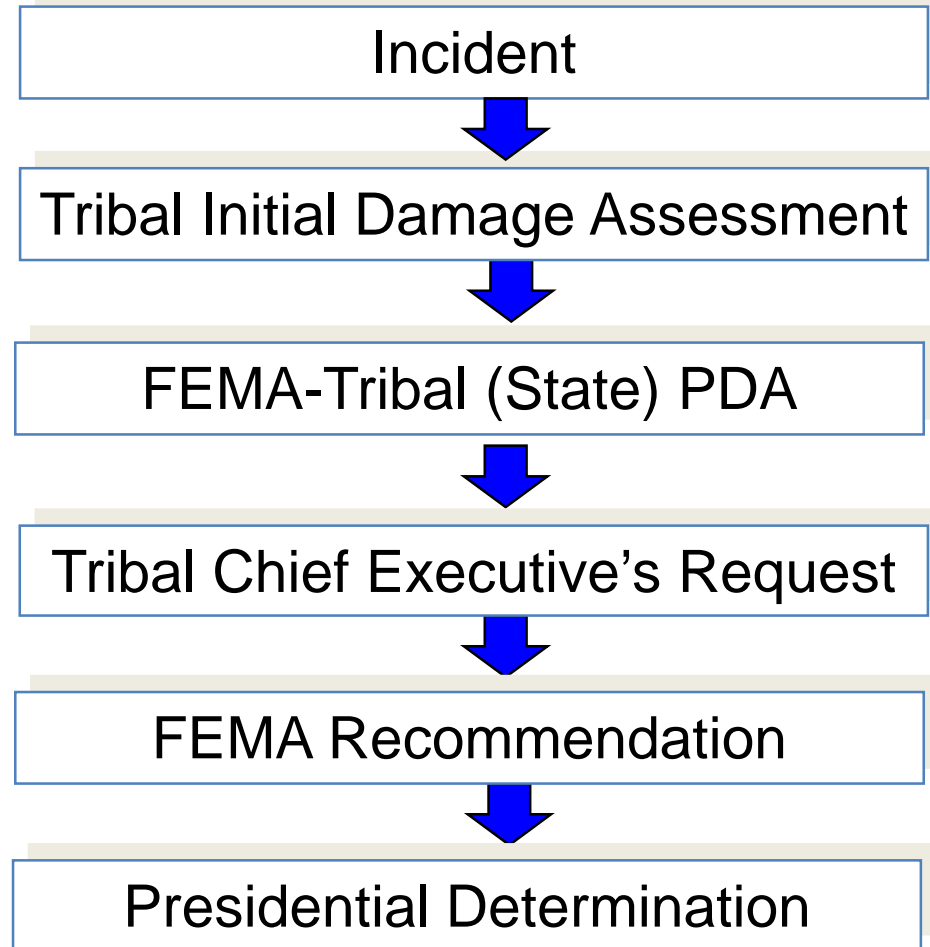 Incident
Tribal Initial Damage Assessment
FEMA-Tribal (State) PDA
Tribal Chief Executive’s Request
FEMA Recommendation
Presidential Determination